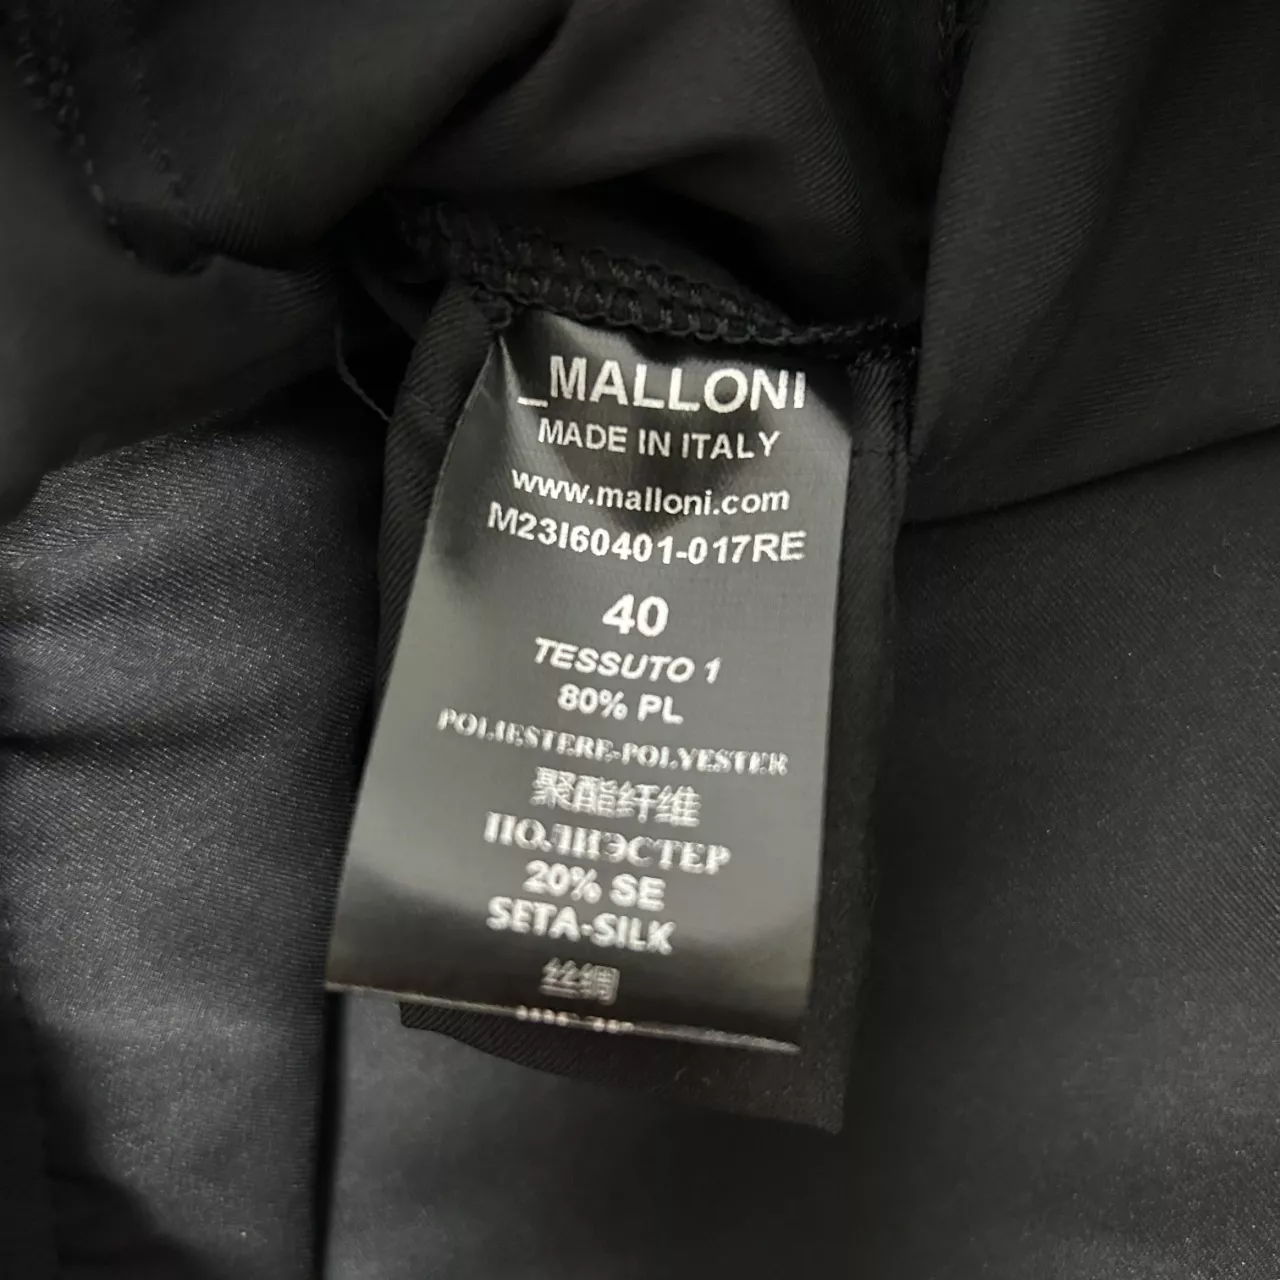 _MALLONI
MADE IN ITALY
www.malloni.com
M23I60401-017RE
40
TESSUTO 1
80% PL
POLIESTERE-POLYESTER
聚酯纤维
ПОЛИЭСТЕР
20% SE
SETA-SILK
丝绸